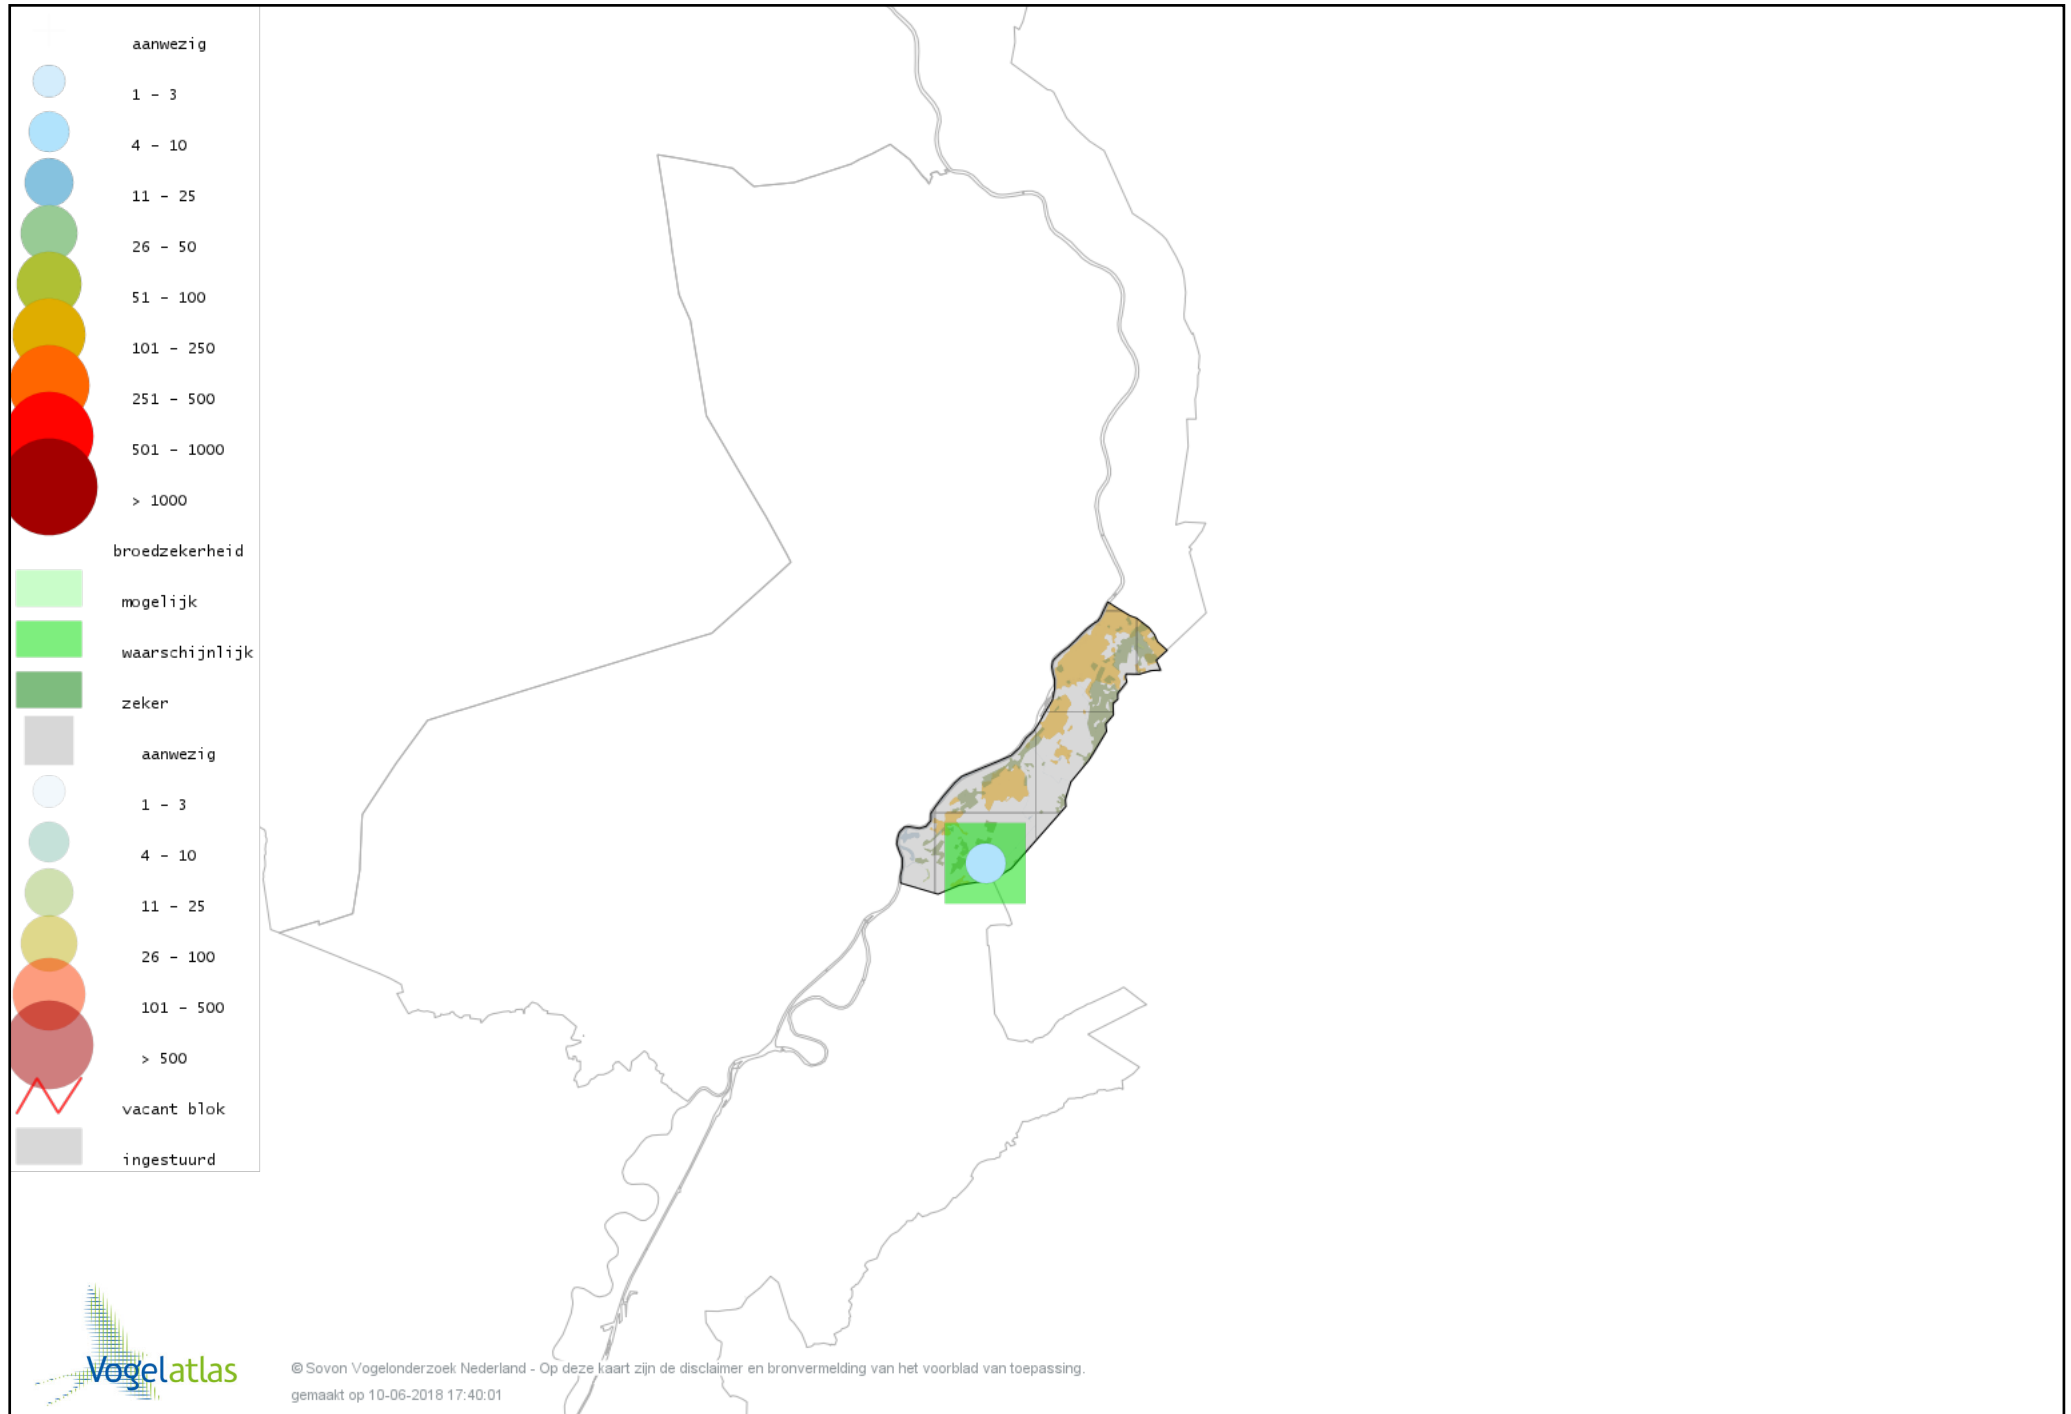 aanwezig
1 - 3
4 - 10
11 - 25
26 - 50
51 - 100
101 - 250
251 - 500
501 - 1000
> 1000
broedzekerheid
mogelijk
waarschijnlijk
zeker
aanwezig
1 - 3
4 - 10
11 - 25
26 - 100
101 - 500
> 500
vacant blok
ingestuurd
Vogelatlas
© Sovon Vogelonderzoek Nederland - Op deze kaart zijn de disclaimer en bronvermelding van het voorblad van toepassing.
gemaakt op 10-06-2018 17:40:01